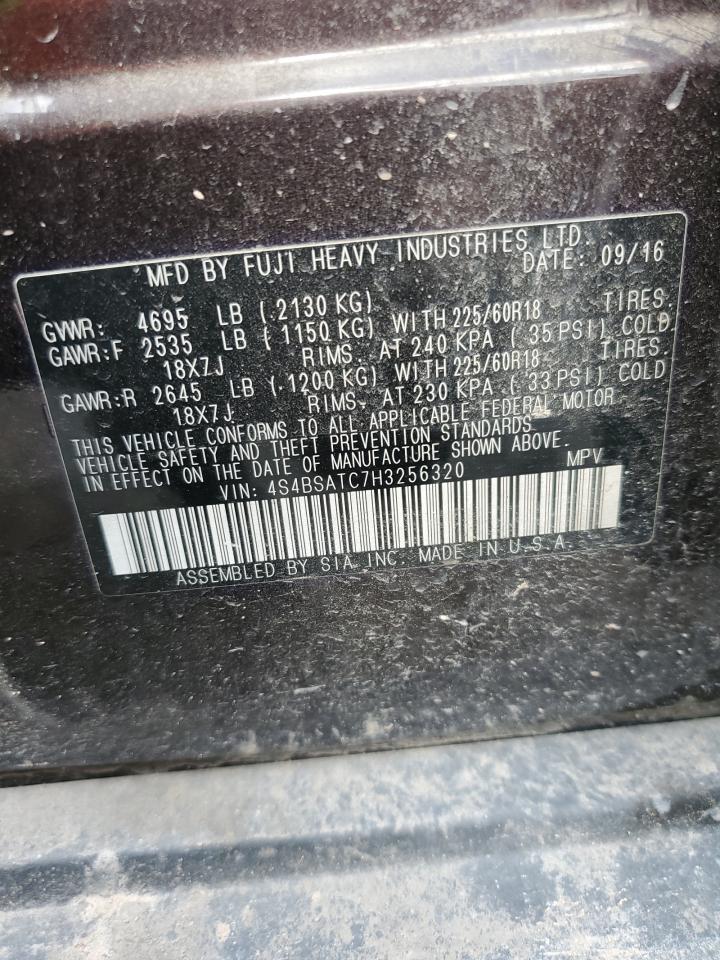 MFD BY FUJI HEAVY INDUSTRIES LTD.
DATE: 09/16
GVWR: 4695 LB ( 2130 KG)
GAWR:F 2535 LB ( 1150 KG) WITH 225/60R18 TIRES.
18X7J RIMS. AT 240 KPA ( 35 PSI) COLD.
GAWR:R 2645 LB ( 1200 KG) WITH 225/60R18 TIRES.
18X7J RIMS. AT 230 KPA ( 33 PSI) COLD
THIS VEHICLE CONFORMS TO ALL APPLICABLE FEDERAL MOTOR
VEHICLE SAFETY AND THEFT PREVENTION STANDARDS
IN EFFECT ON THE DATE OF MANUFACTURE SHOWN ABOVE.
VIN: 4S4BSATC7H3256320 MPV
ASSEMBLED BY SIA INC. MADE IN U.S.A.